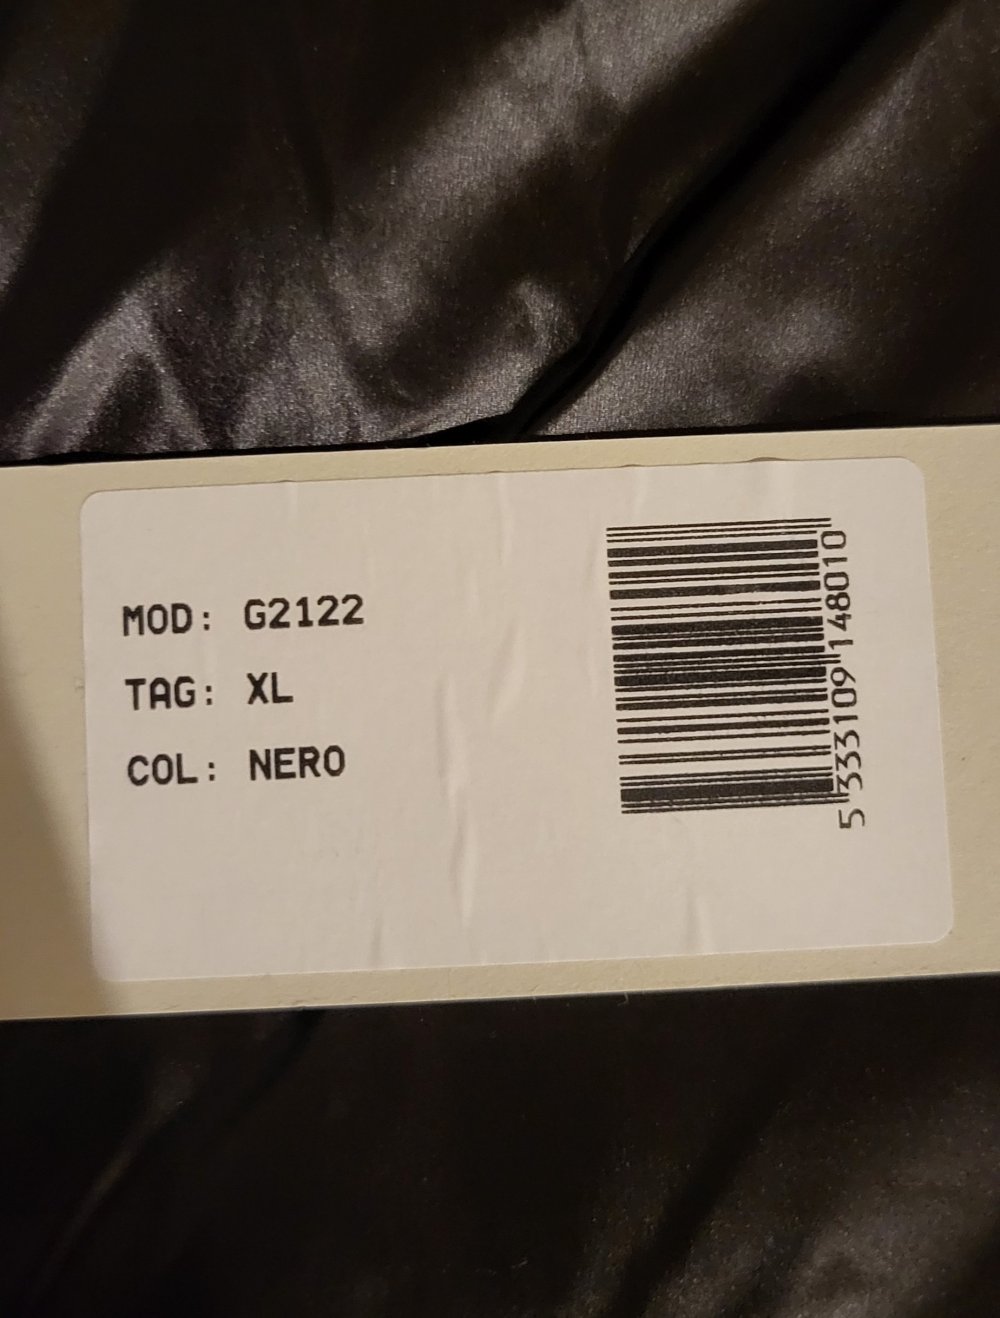 MOD: G2122
TAG: XL
COL: NERO
5 333109 148010